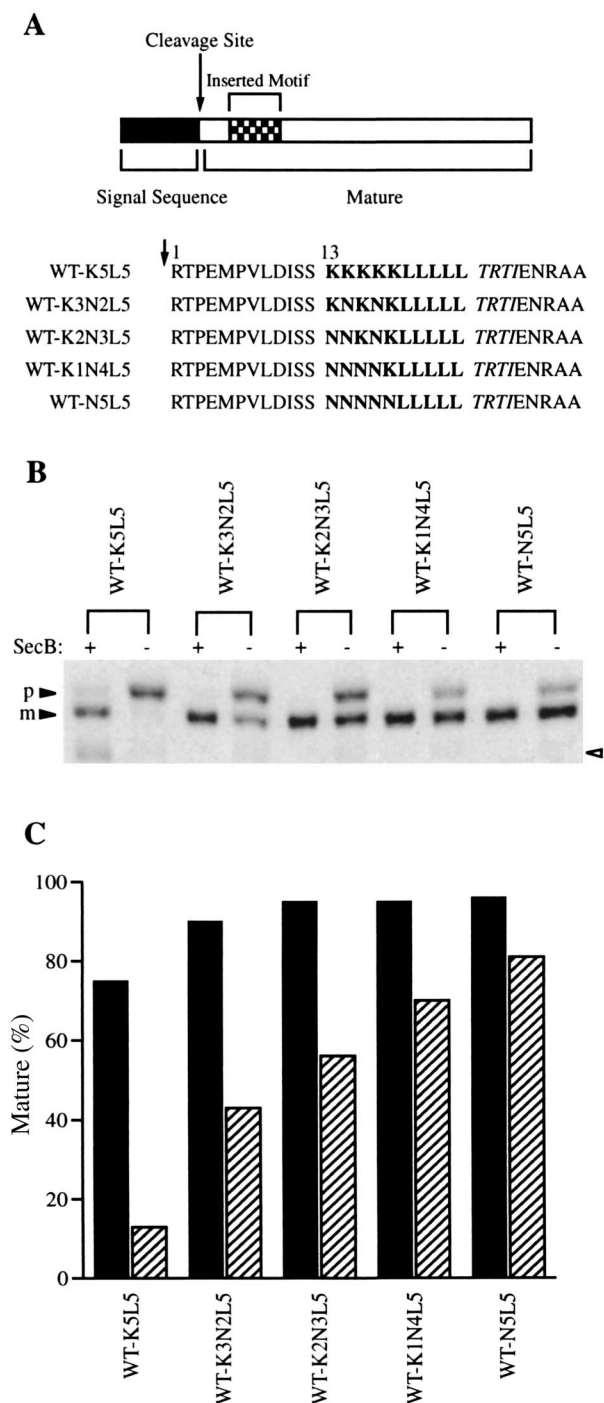 A
Cleavage Site
Inserted Motif
Signal Sequence
Mature
1
13
WT-K5L5 RTPEMPVLDISS KKKKKLLLLL TRTIENRAA
WT-K3N2L5 RTPEMPVLDISS KNKNKLLLLL TRTIENRAA
WT-K2N3L5 RTPEMPVLDISS NNKNKLLLLL TRTIENRAA
WT-K1N4L5 RTPEMPVLDISS NNNNKLLLLL TRTIENRAA
WT-N5L5 RTPEMPVLDISS NNNNNLLLLL TRTIENRAA
B
WT-K5L5
WT-K3N2L5
WT-K2N3L5
WT-K1N4L5
WT-N5L5
SecB: + - + - + - + - + -
p
m
C
Mature (%)
100
80
60
40
20
0
WT-K5L5
WT-K3N2L5
WT-K2N3L5
WT-K1N4L5
WT-N5L5